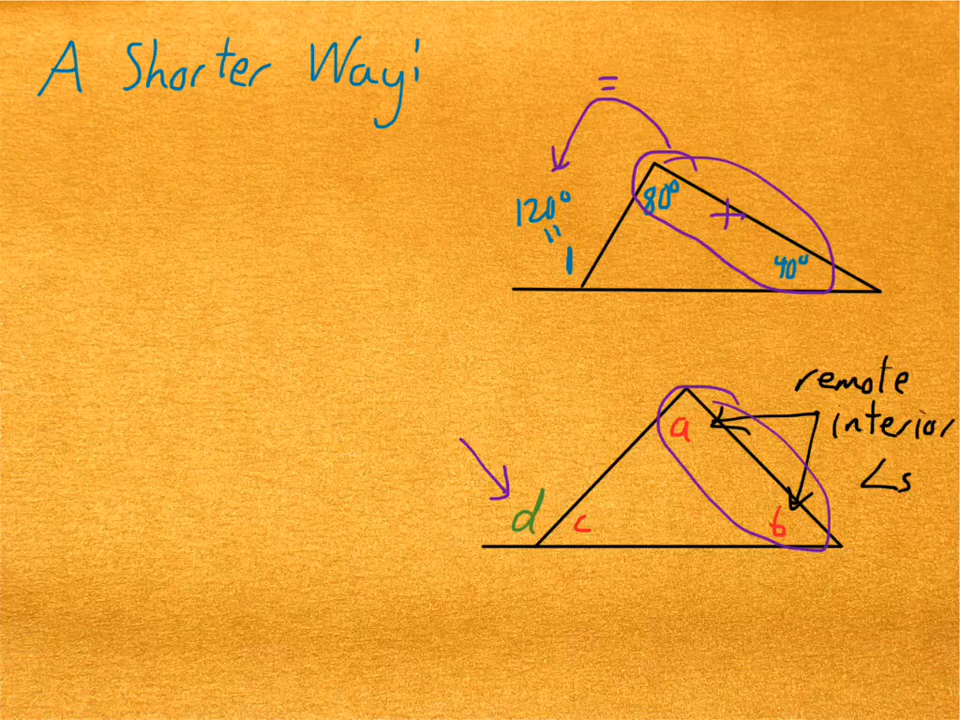 A Shorter Way:
=
120°
=
1
80°
+
40°
remote
interior
∠s
a
d
c
b